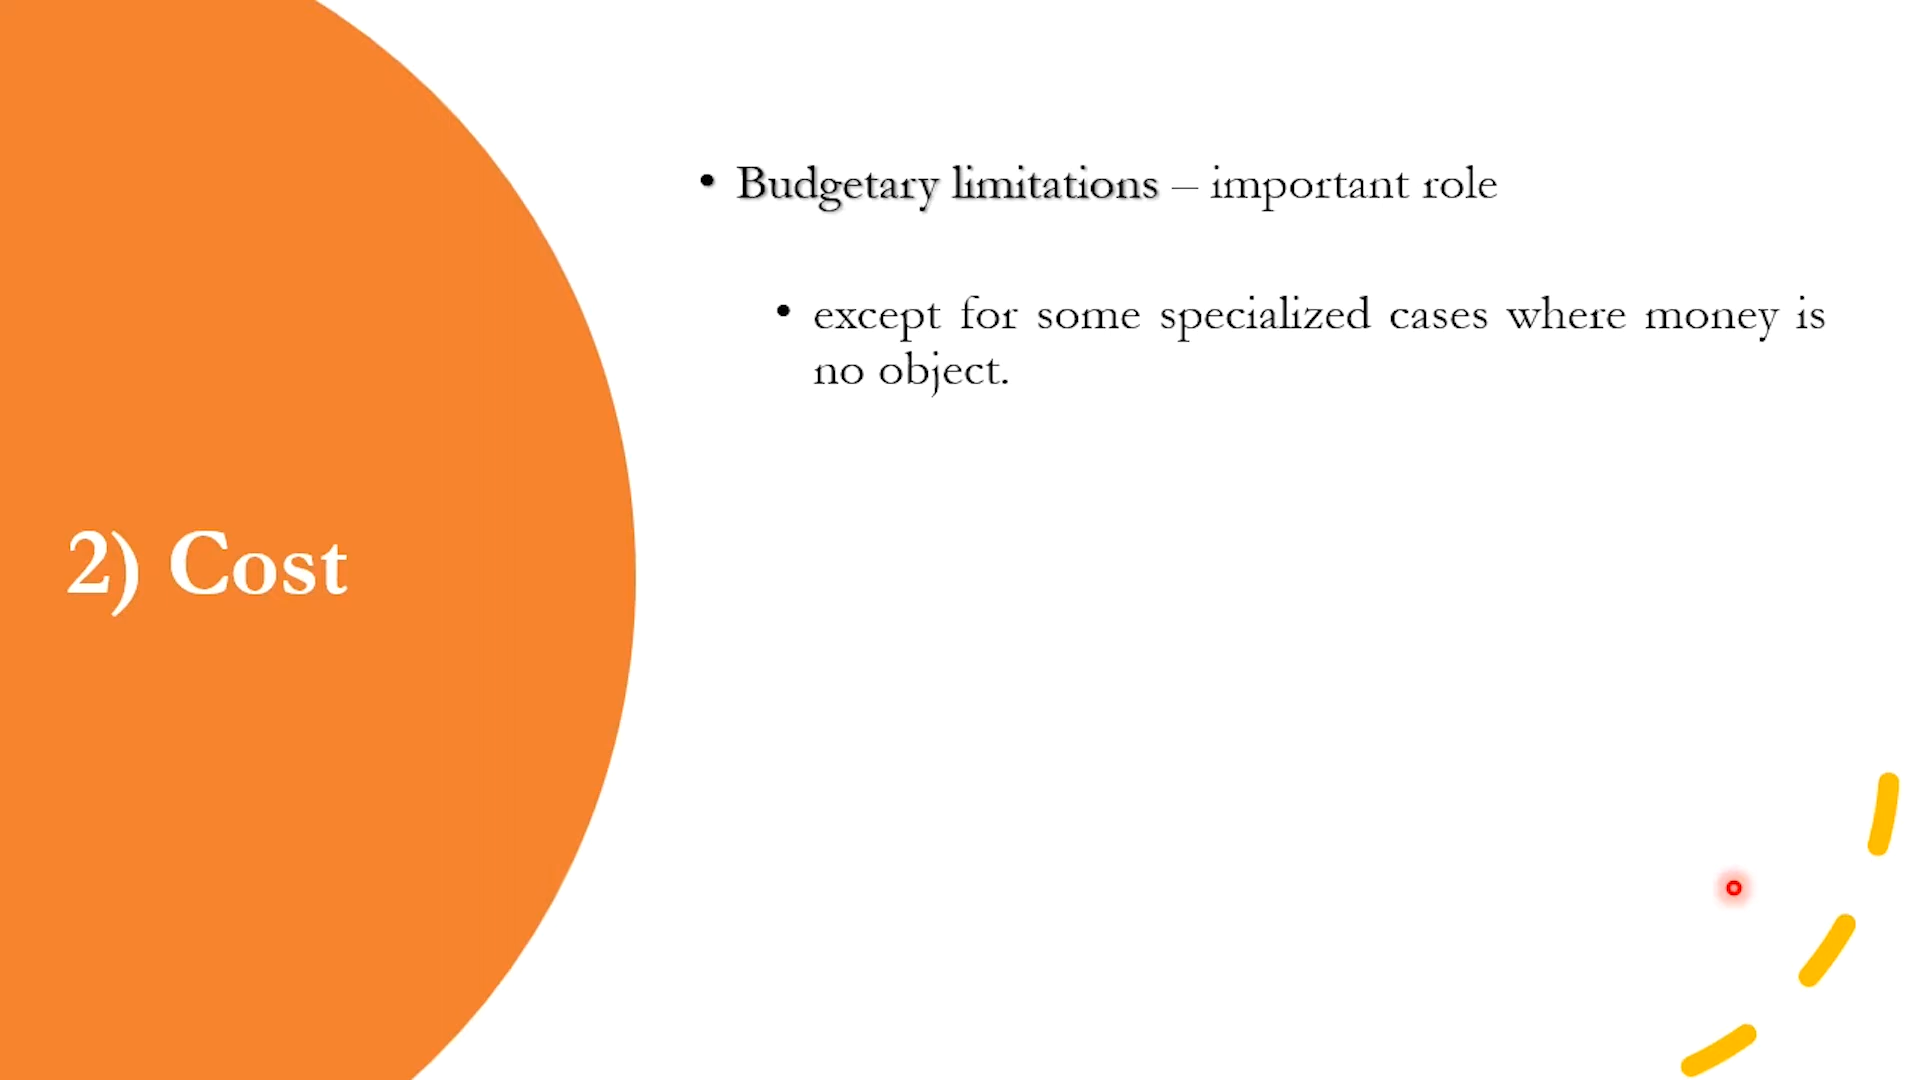 2) Cost
• Budgetary limitations – important role
• except for some specialized cases where money is
no object.